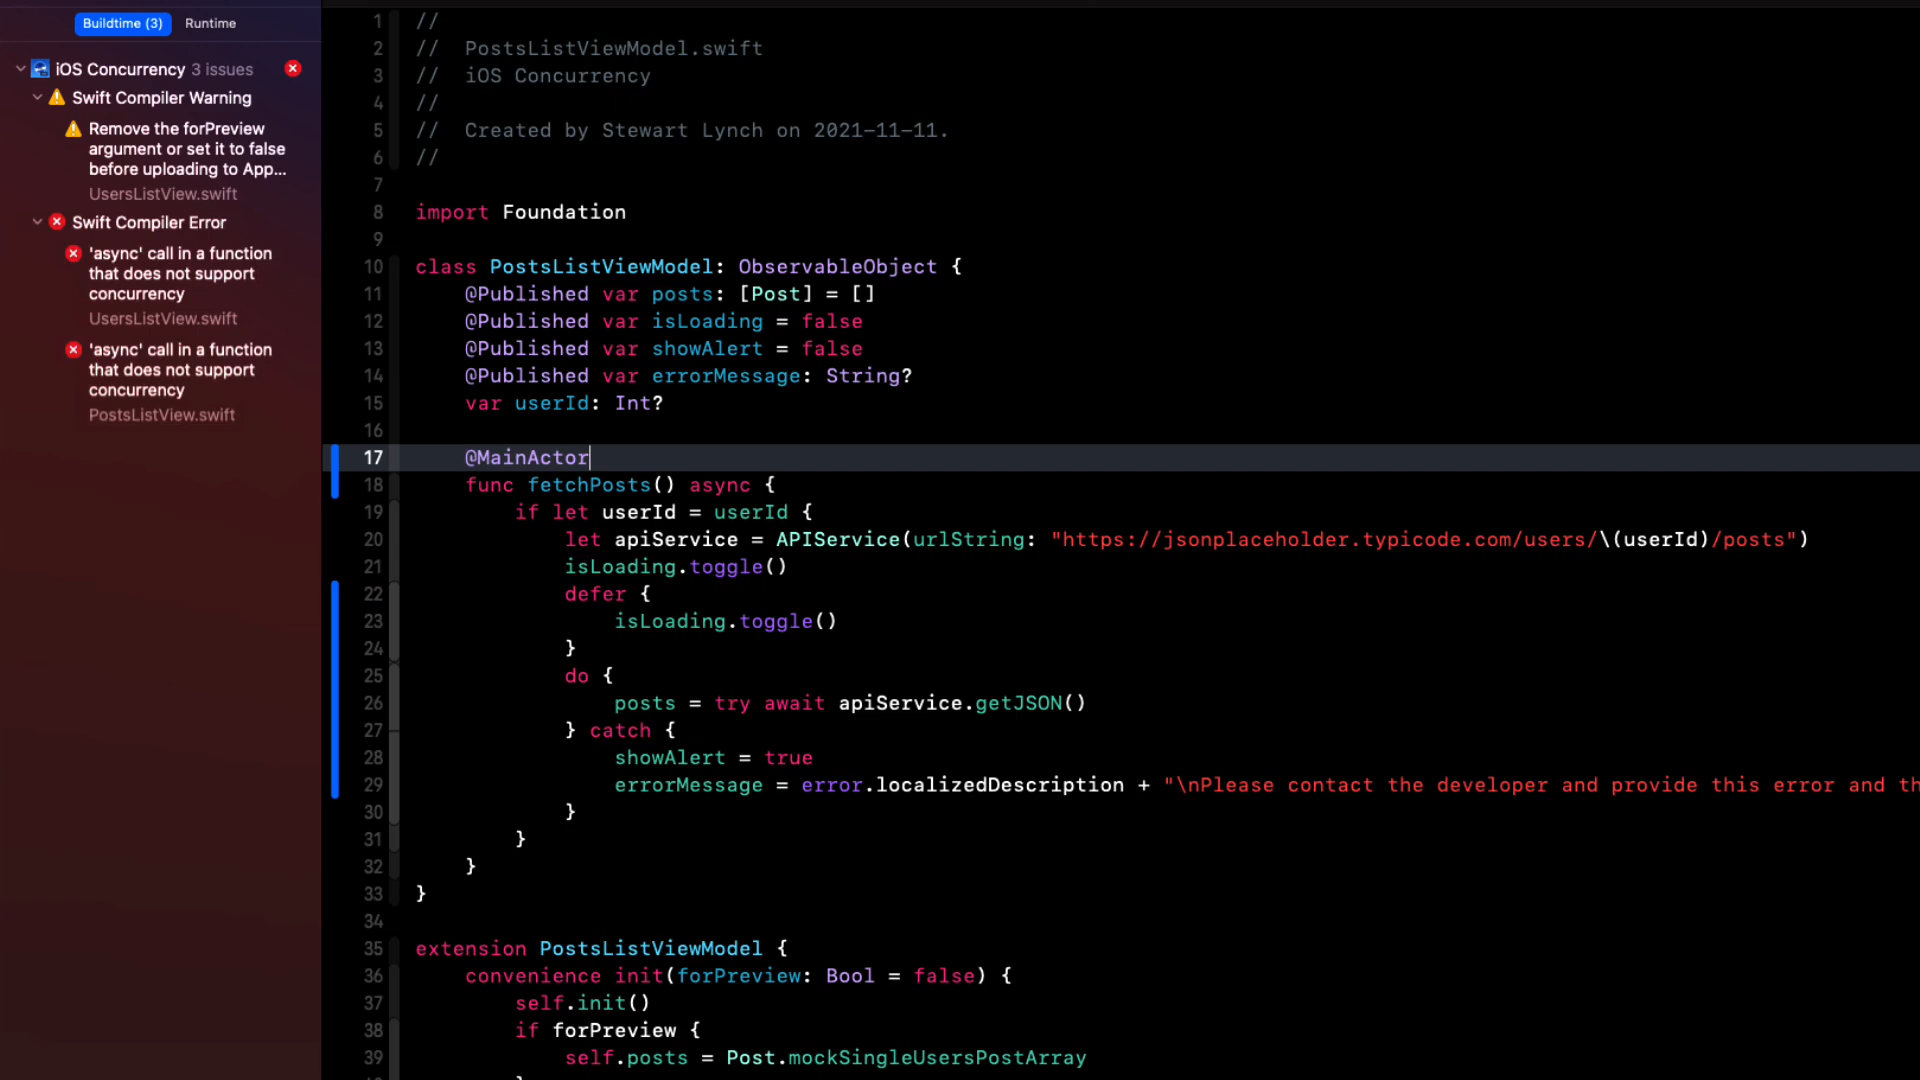 Buildtime (3) Runtime
iOS Concurrency 3 issues
Swift Compiler Warning
Remove the forPreview
argument or set it to false
before uploading to App...
UsersListView.swift
Swift Compiler Error
'async' call in a function
that does not support
concurrency
UsersListView.swift
'async' call in a function
that does not support
concurrency
PostsListView.swift
1 //
2 // PostsListViewModel.swift
3 // iOS Concurrency
4 //
5 // Created by Stewart Lynch on 2021-11-11.
6 //
7
8 import Foundation
9
10 class PostsListViewModel: ObservableObject {
11 @Published var posts: [Post] = []
12 @Published var isLoading = false
13 @Published var showAlert = false
14 @Published var errorMessage: String?
15 var userId: Int?
16
17 @MainActor
18 func fetchPosts() async {
19 if let userId = userId {
20 let apiService = APIService(urlString: "https://jsonplaceholder.typicode.com/users/\(userId)/posts")
21 isLoading.toggle()
22 defer {
23 isLoading.toggle()
24 }
25 do {
26 posts = try await apiService.getJSON()
27 } catch {
28 showAlert = true
29 errorMessage = error.localizedDescription + "\nPlease contact the developer and provide this error and th
30 }
31 }
32 }
33 }
34
35 extension PostsListViewModel {
36 convenience init(forPreview: Bool = false) {
37 self.init()
38 if forPreview {
39 self.posts = Post.mockSingleUsersPostArray